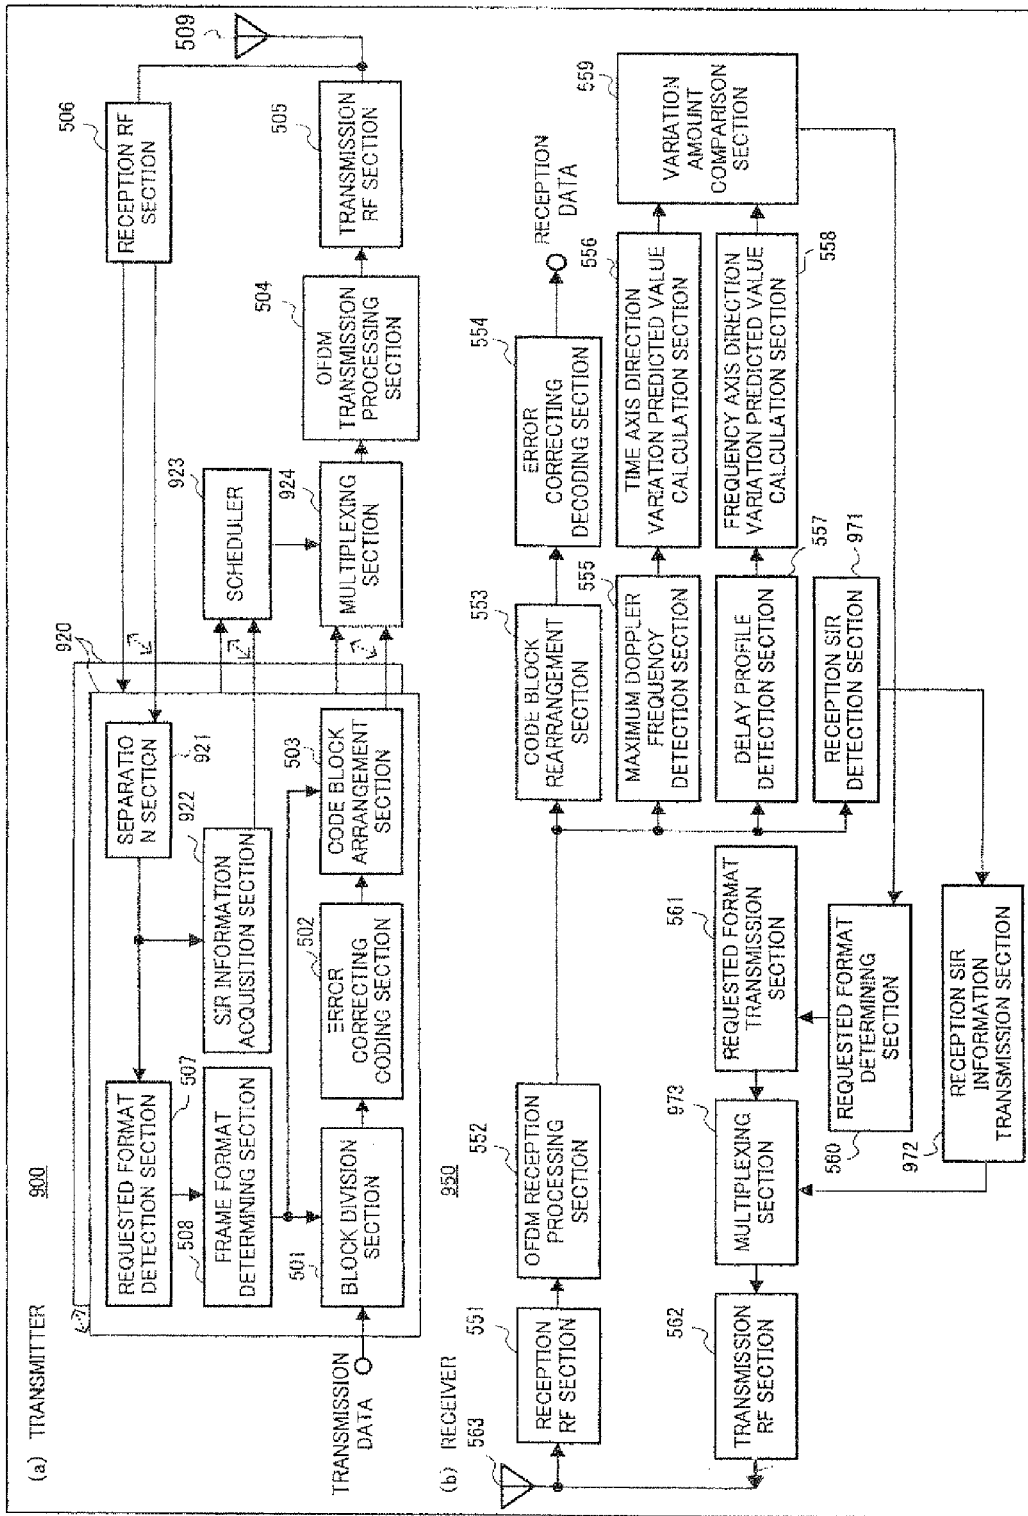 (a) TRANSMITTER
900
920
REQUESTED FORMAT
DETECTION SECTION
507
508
FRAME FORMAT
DETERMINING SECTION
SEPARATIO
N SECTION
921
922
SIR INFORMATION
ACQUISITION SECTION
TRANSMISSION
DATA
501
BLOCK DIVISION
SECTION
502
ERROR
CORRECTING
CODING SECTION
503
CODE BLOCK
ARRANGEMENT
SECTION
923
SCHEDULER
924
MULTIPLEXING
SECTION
504
OFDM
TRANSMISSION
PROCESSING
SECTION
505
TRANSMISSION
RF SECTION
506
RECEPTION RF
SECTION
509
(b) RECEIVER
950
563
551
RECEPTION
RF SECTION
552
OFDM RECEPTION
PROCESSING
SECTION
553
CODE BLOCK
REARRANGEMENT
SECTION
554
ERROR
CORRECTING
DECODING SECTION
RECEPTION
DATA
555
MAXIMUM DOPPLER
FREQUENCY
DETECTION SECTION
556
TIME AXIS DIRECTION
VARIATION PREDICTED VALUE
CALCULATION SECTION
557
DELAY PROFILE
DETECTION SECTION
558
FREQUENCY AXIS DIRECTION
VARIATION PREDICTED VALUE
CALCULATION SECTION
559
VARIATION
AMOUNT
COMPARISON
SECTION
971
RECEPTION SIR
DETECTION SECTION
562
TRANSMISSION
RF SECTION
973
MULTIPLEXING
SECTION
561
REQUESTED FORMAT
TRANSMISSION
SECTION
560
REQUESTED FORMAT
DETERMINING
SECTION
972
RECEPTION SIR
INFORMATION
TRANSMISSION SECTION